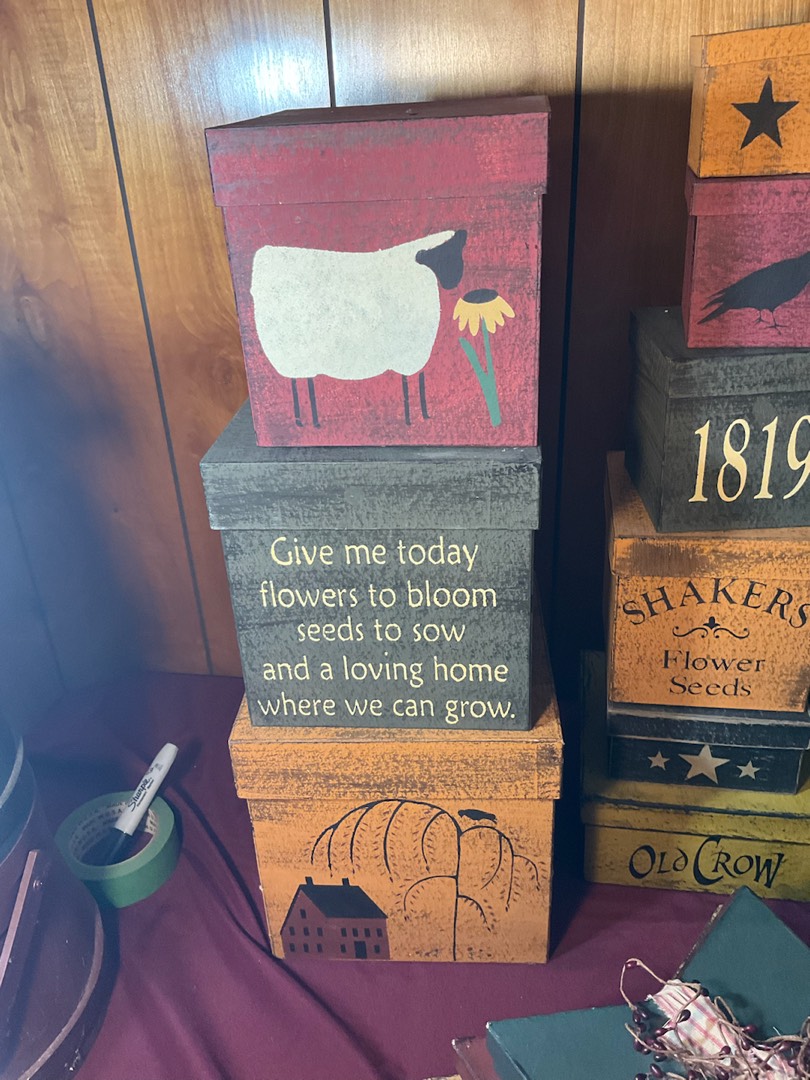 Give me today
flowers to bloom
seeds to sow
and a loving home
where we can grow.
1819
SHAKERS
Flower
Seeds
OLD CROW
Sharpie